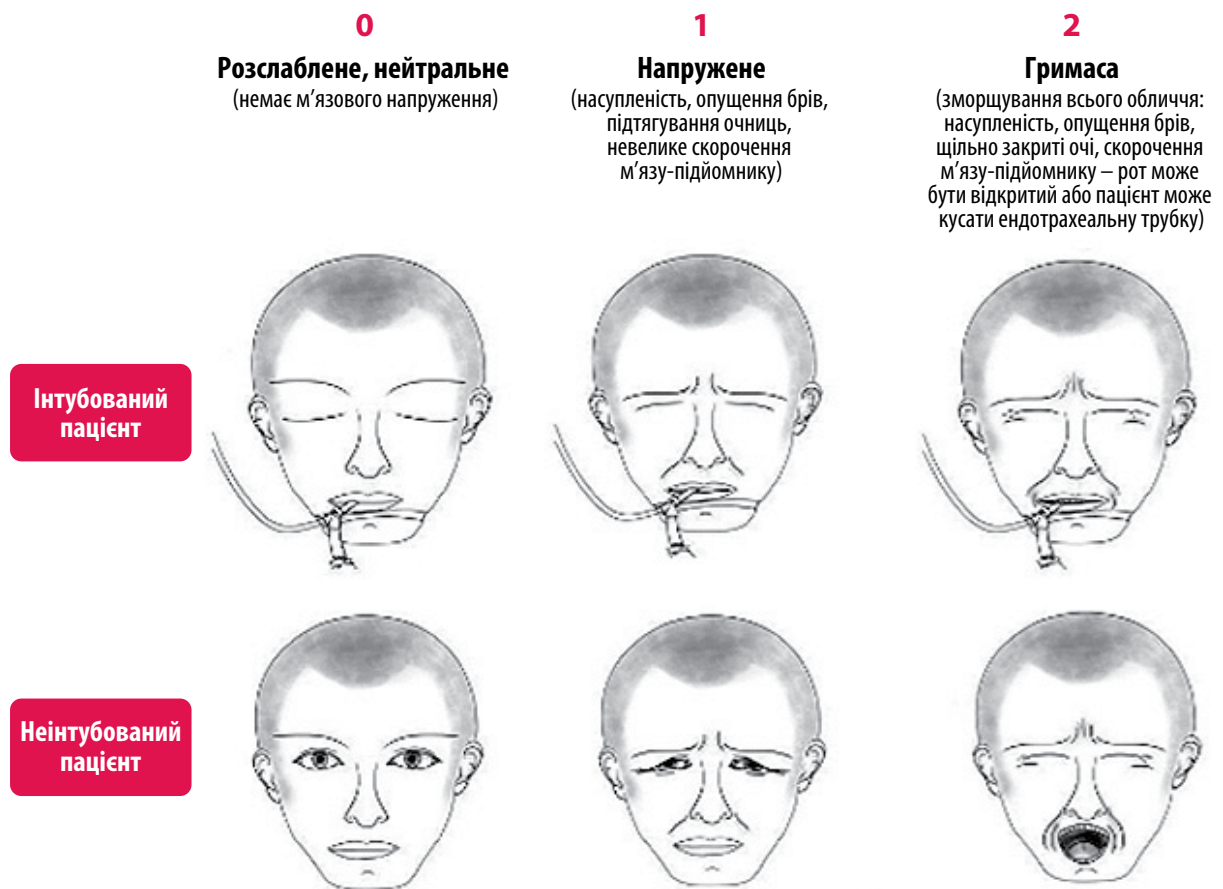 0
Розслаблене, нейтральне
(немає м’язового напруження)
1
Напружене
(насупленість, опущення брів,
підтягування очниць,
невелике скорочення
м’язу-підйомнику)
2
Гримаса
(зморщування всього обличчя:
насупленість, опущення брів,
щільно закриті очі, скорочення
м’язу-підйомнику – рот може
бути відкритий або пацієнт може
кусати ендотрахеальну трубку)
Інтубований
пацієнт
Неінтубований
пацієнт